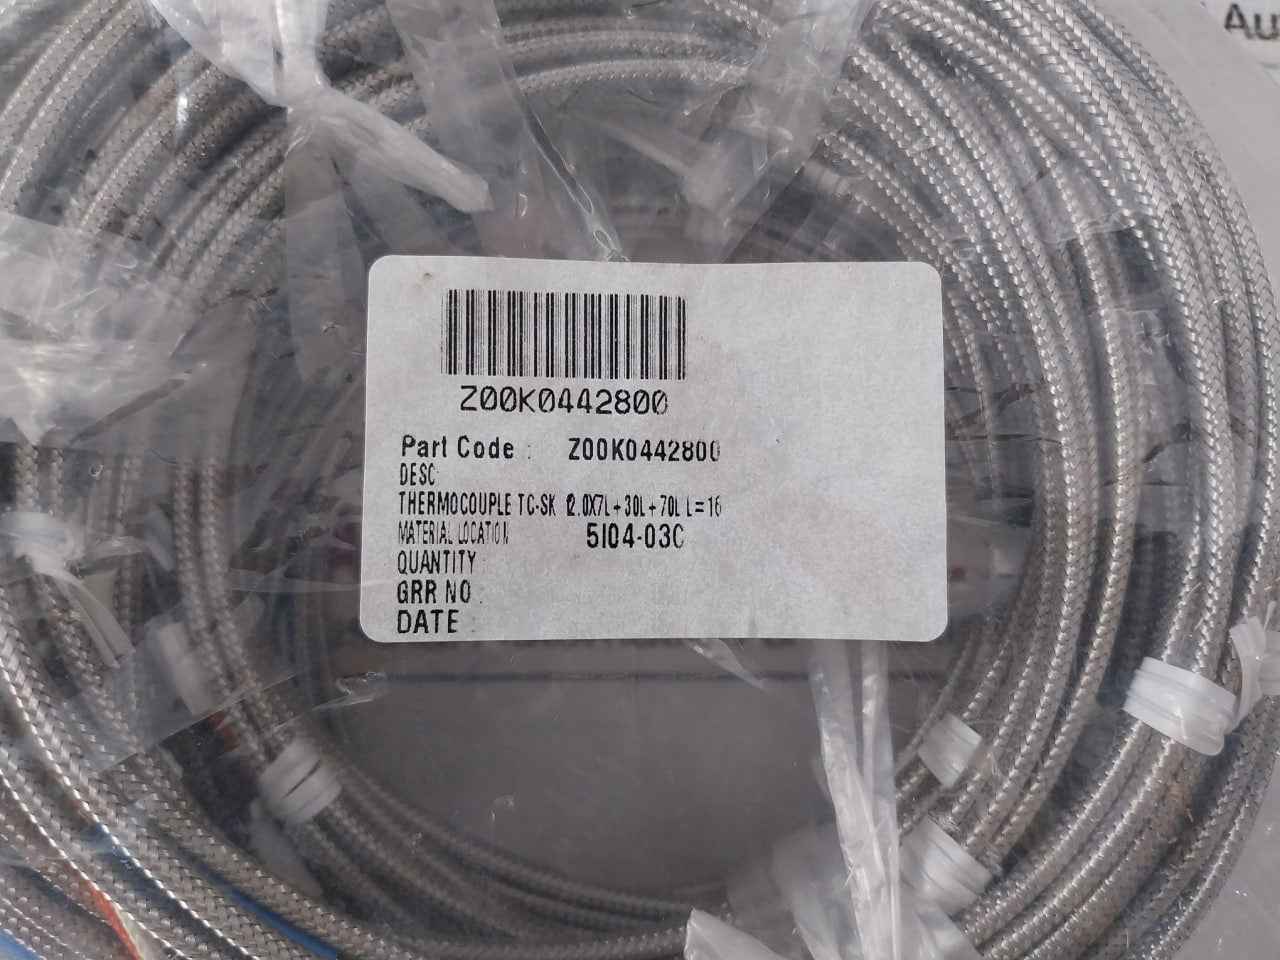 Au
Z00K0442800
Part Code : Z00K0442800
DESC
THERMOCOUPLE TC-SK 2.0X7L+30L+70L L=16
MATERIAL LOCATION 5I04-03C
QUANTITY :
GRR NO :
DATE :